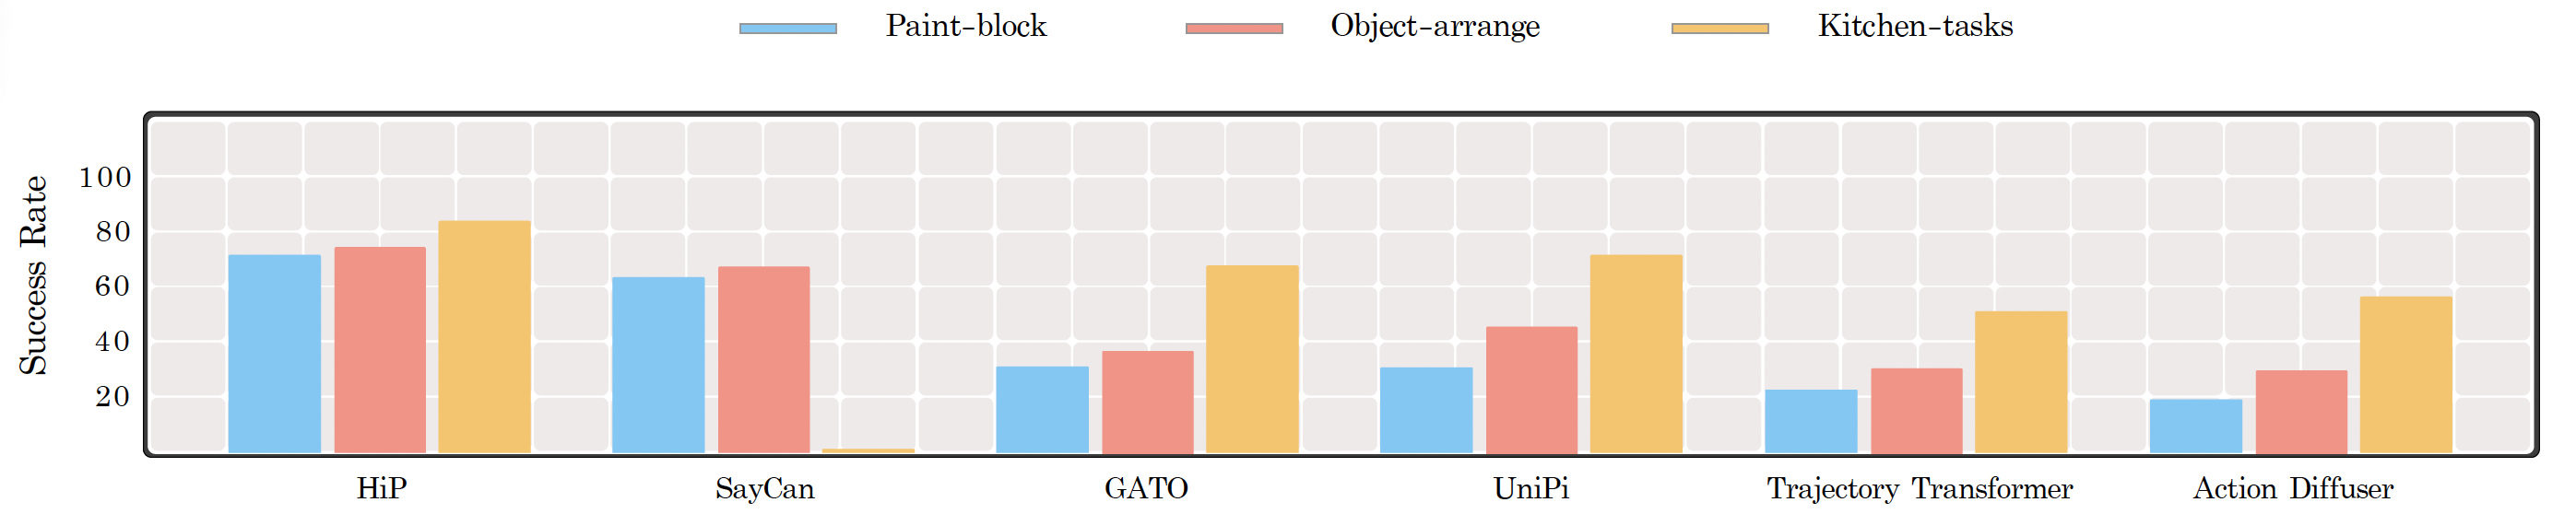 Paint-block Object-arrange Kitchen-tasks
Success Rate
100
80
60
40
20
HiP SayCan GATO UniPi Trajectory Transformer Action Diffuser